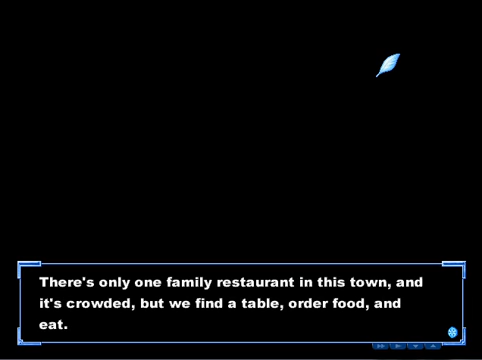 There's only one family restaurant in this town, and
it's crowded, but we find a table, order food, and
eat.